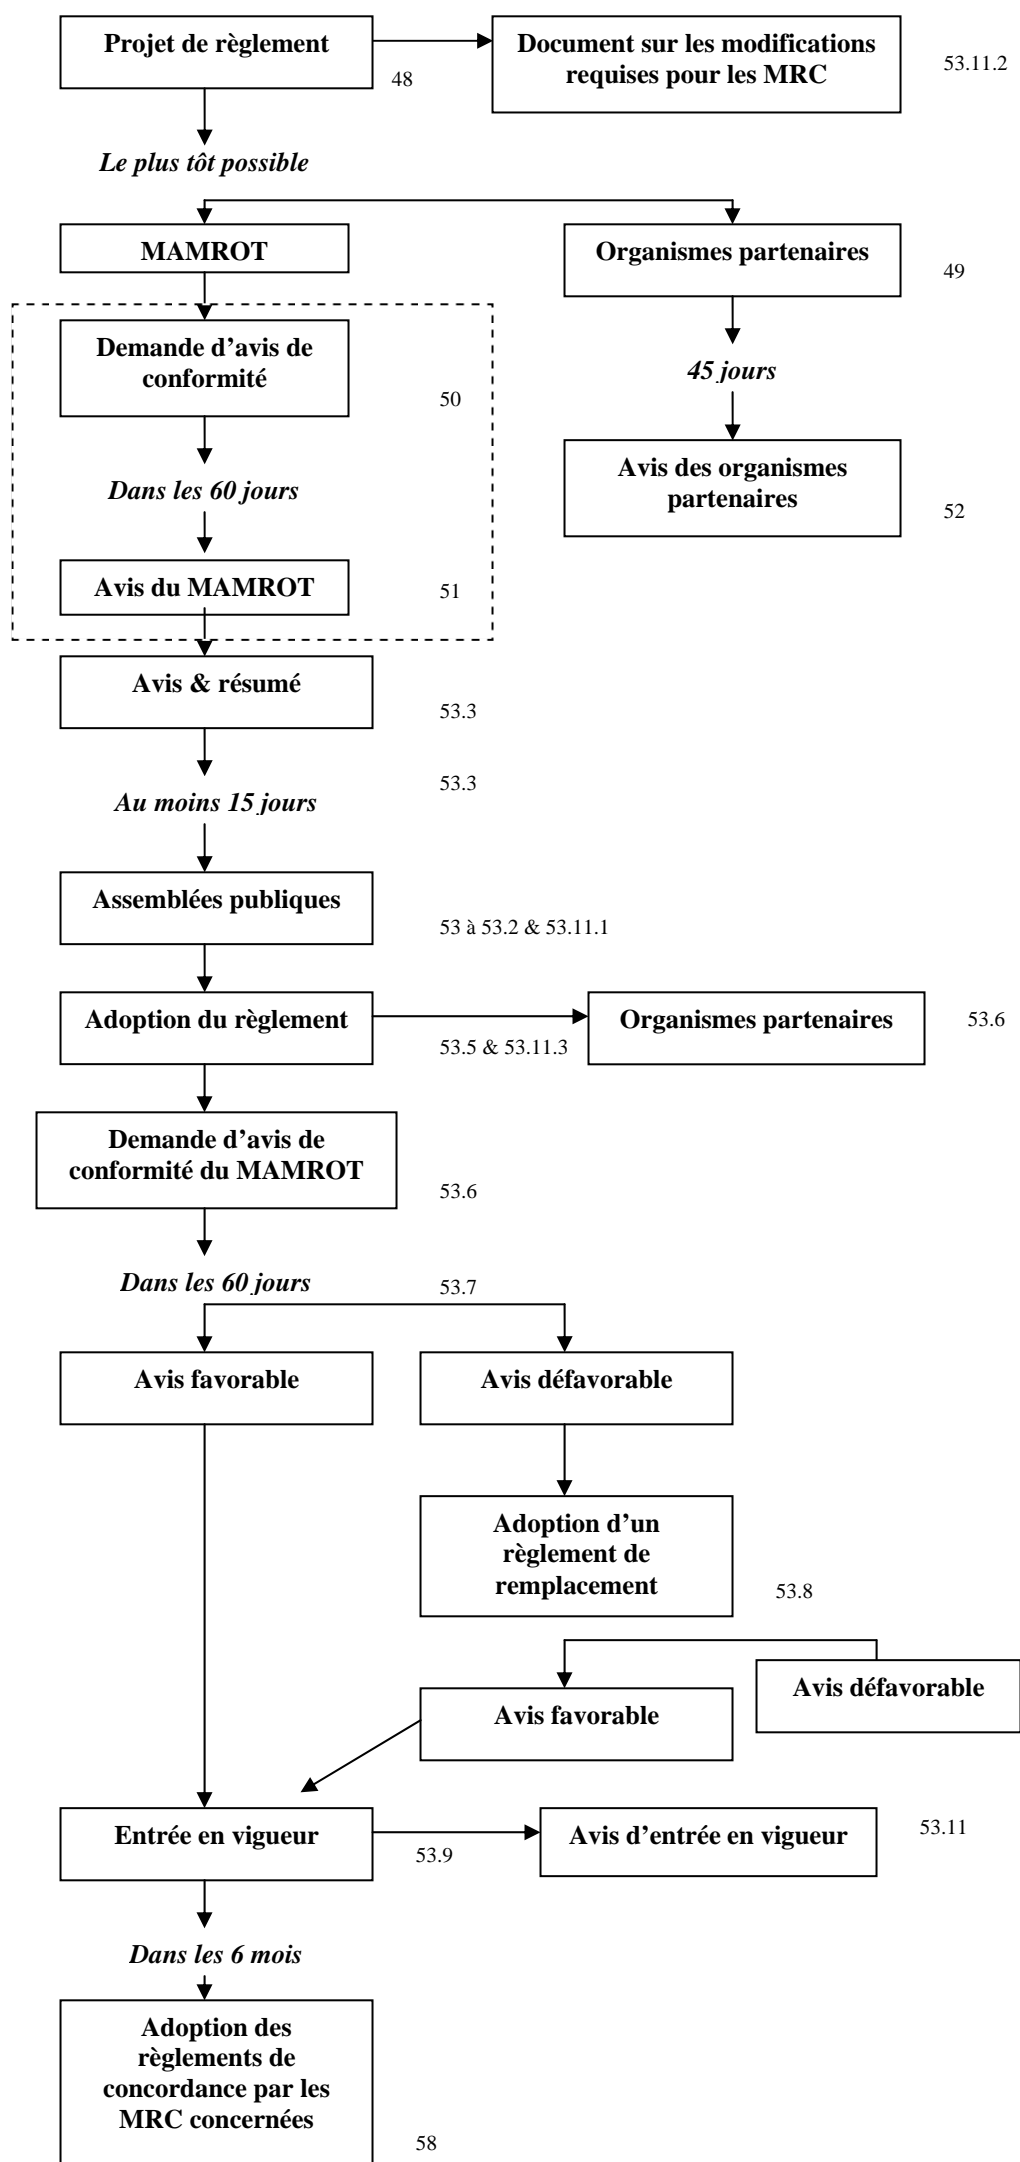 Projet de règlement
48
Document sur les modifications
requises pour les MRC
53.11.2
Le plus tôt possible
MAMROT
Organismes partenaires
49
Demande d’avis de
conformité
50
45 jours
Dans les 60 jours
Avis des organismes
partenaires
52
Avis du MAMROT
51
Avis & résumé
53.3
53.3
Au moins 15 jours
Assemblées publiques
53 à 53.2 & 53.11.1
Adoption du règlement
53.5 & 53.11.3
Organismes partenaires
53.6
Demande d’avis de
conformité du MAMROT
53.6
Dans les 60 jours
53.7
Avis favorable
Avis défavorable
Adoption d’un
règlement de
remplacement
53.8
Avis défavorable
Avis favorable
Entrée en vigueur
53.9
Avis d’entrée en vigueur
53.11
Dans les 6 mois
Adoption des
règlements de
concordance par les
MRC concernées
58